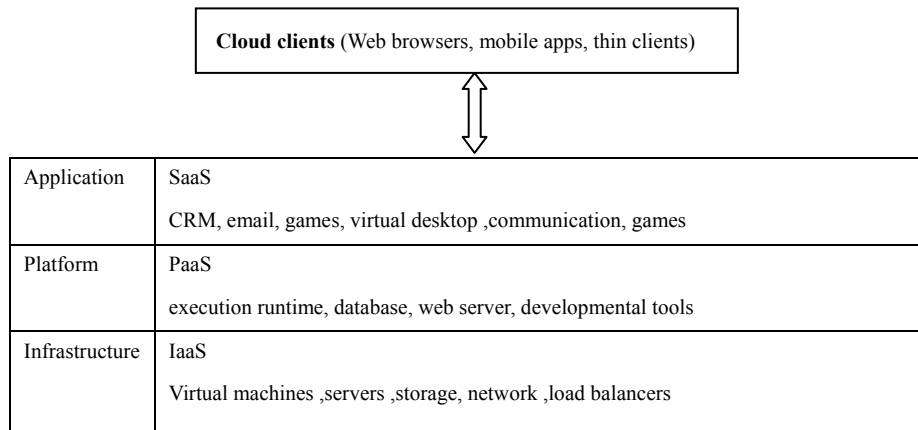 Cloud clients (Web browsers, mobile apps, thin clients)
Application
SaaS
CRM, email, games, virtual desktop ,communication, games
Platform
PaaS
execution runtime, database, web server, developmental tools
Infrastructure
IaaS
Virtual machines ,servers ,storage, network ,load balancers